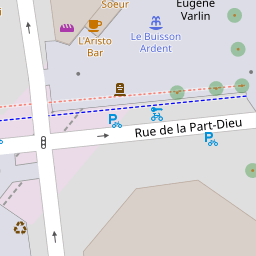 Soeur
Eugène
Varlin
L'Aristo
Bar
Le Buisson
Ardent
Rue de la Part-Dieu